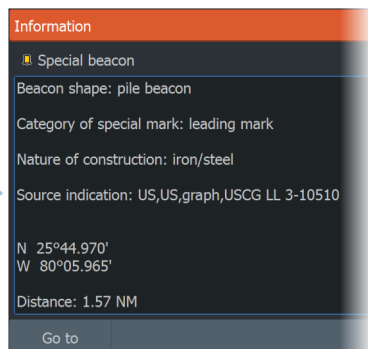 Information
Special beacon
Beacon shape: pile beacon
Category of special mark: leading mark
Nature of construction: iron/steel
Source indication: US,US,graph,USCG LL 3-10510
N 25°44.970'
W 80°05.965'
Distance: 1.57 NM
Go to